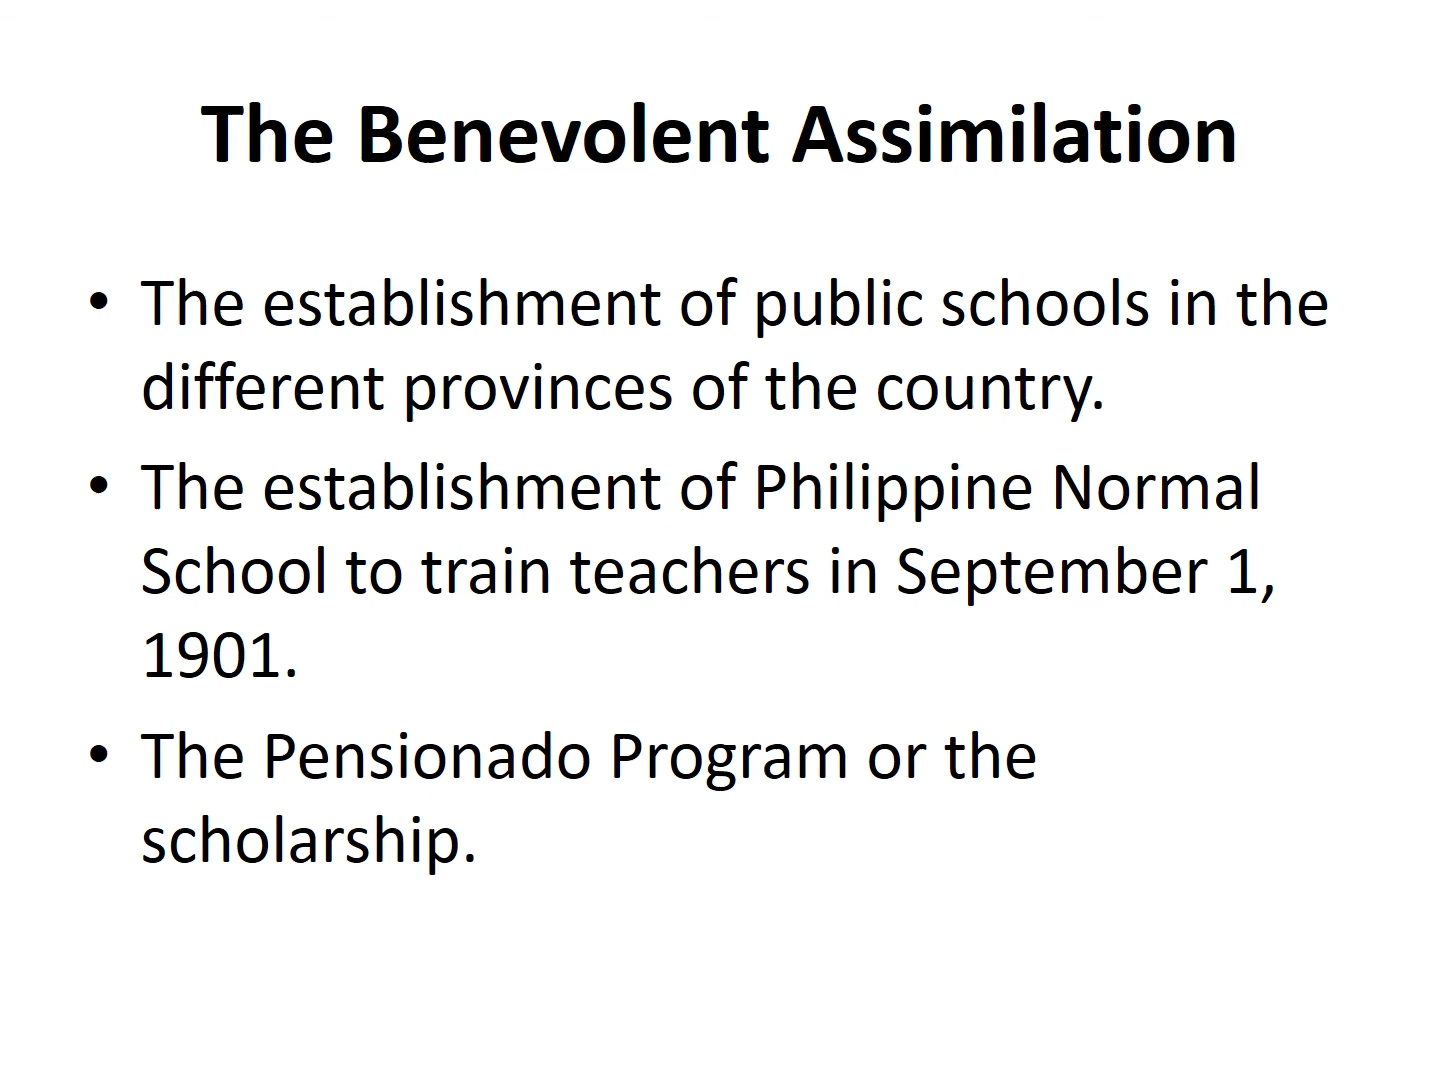 The Benevolent Assimilation
• The establishment of public schools in the
different provinces of the country.
• The establishment of Philippine Normal
School to train teachers in September 1,
1901.
• The Pensionado Program or the
scholarship.